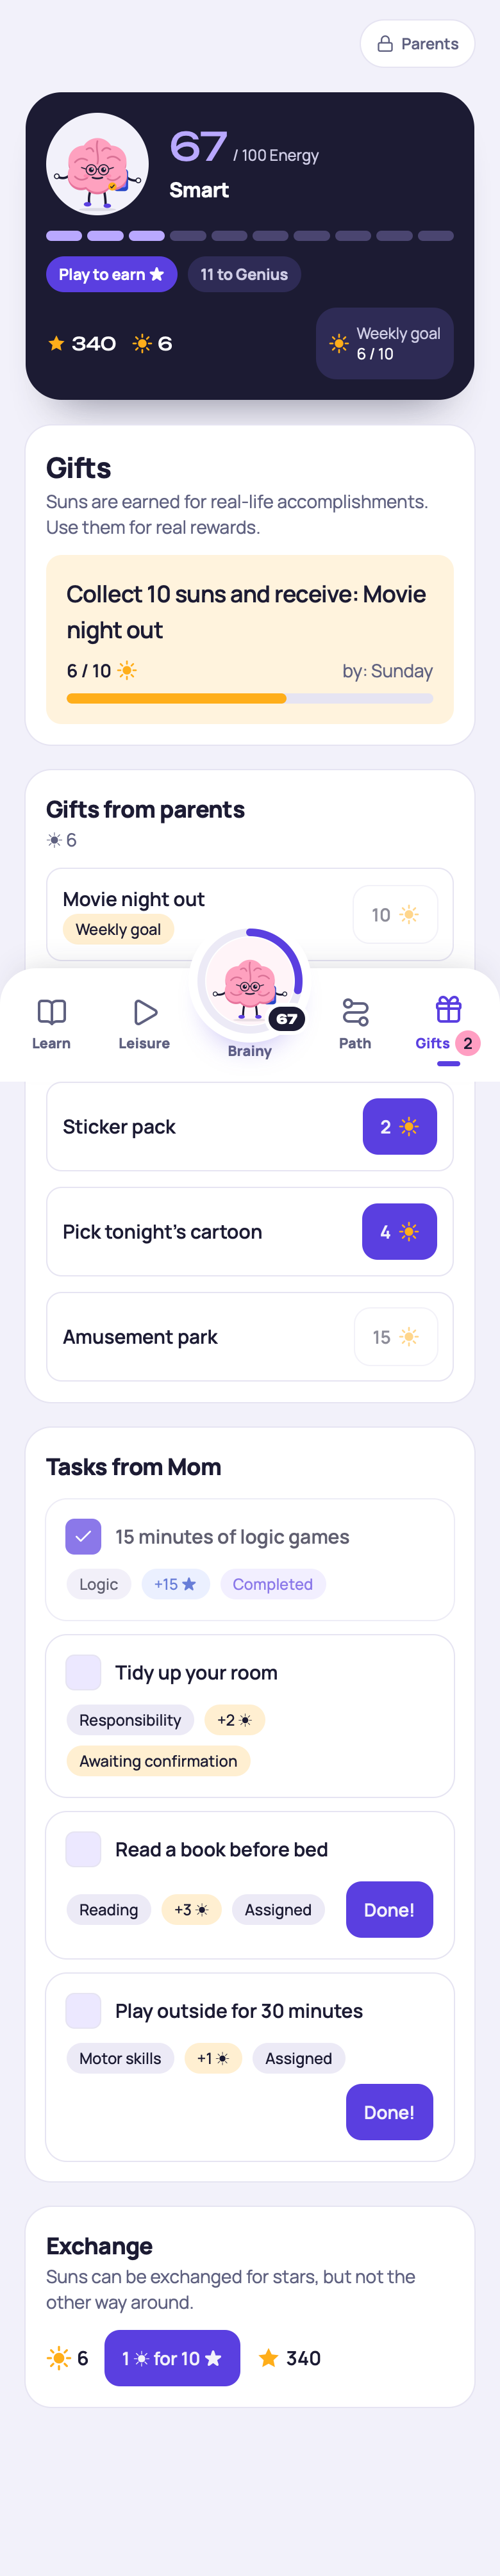 Parents
67 / 100 Energy
Smart
Play to earn
11 to Genius
340
6
Weekly goal
6 / 10
Gifts
Suns are earned for real-life accomplishments.
Use them for real rewards.
Collect 10 suns and receive: Movie
night out
6 / 10
by: Sunday
Gifts from parents
6
Movie night out
Weekly goal
10
Learn
Leisure
67
Brainy
Path
Gifts 2
Sticker pack
2
Pick tonight's cartoon
4
Amusement park
15
Tasks from Mom
15 minutes of logic games
Logic
+15
Completed
Tidy up your room
Responsibility
+2
Awaiting confirmation
Read a book before bed
Reading
+3
Assigned
Done!
Play outside for 30 minutes
Motor skills
+1
Assigned
Done!
Exchange
Suns can be exchanged for stars, but not the
other way around.
6
1 ☀ for 10 ★
340